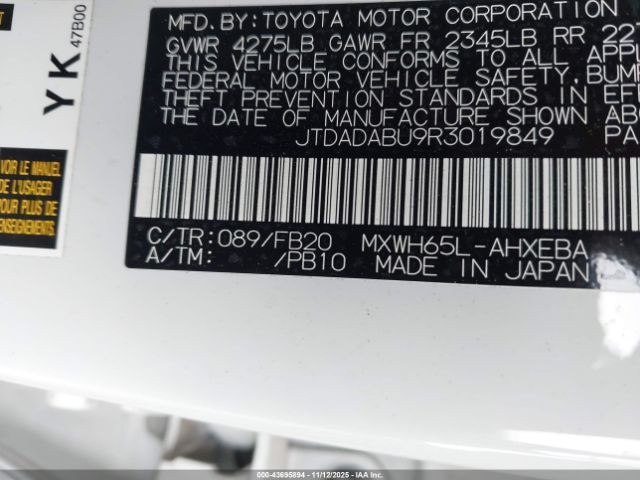 MFD.BY:TOYOTA MOTOR CORPORATION
GVWR 4275LB GAWR FR 2345LB RR
THIS VEHICLE CONFORMS TO ALL
FEDERAL MOTOR VEHICLE SAFETY,
THEFT PREVENTION STANDARDS IN
THE DATE OF MANUFACTURE SHOWN
JTDADABU9R3019849
C/TR:089/FB20 MXWH65L-AHXEBA
A/TM: /PB10 MADE IN JAPAN
YK 47B00
VOIR LE MANUEL
DE L'USAGER
POUR PLUS DE
00-43695894 - 11/12/2025 - IAA, Inc.